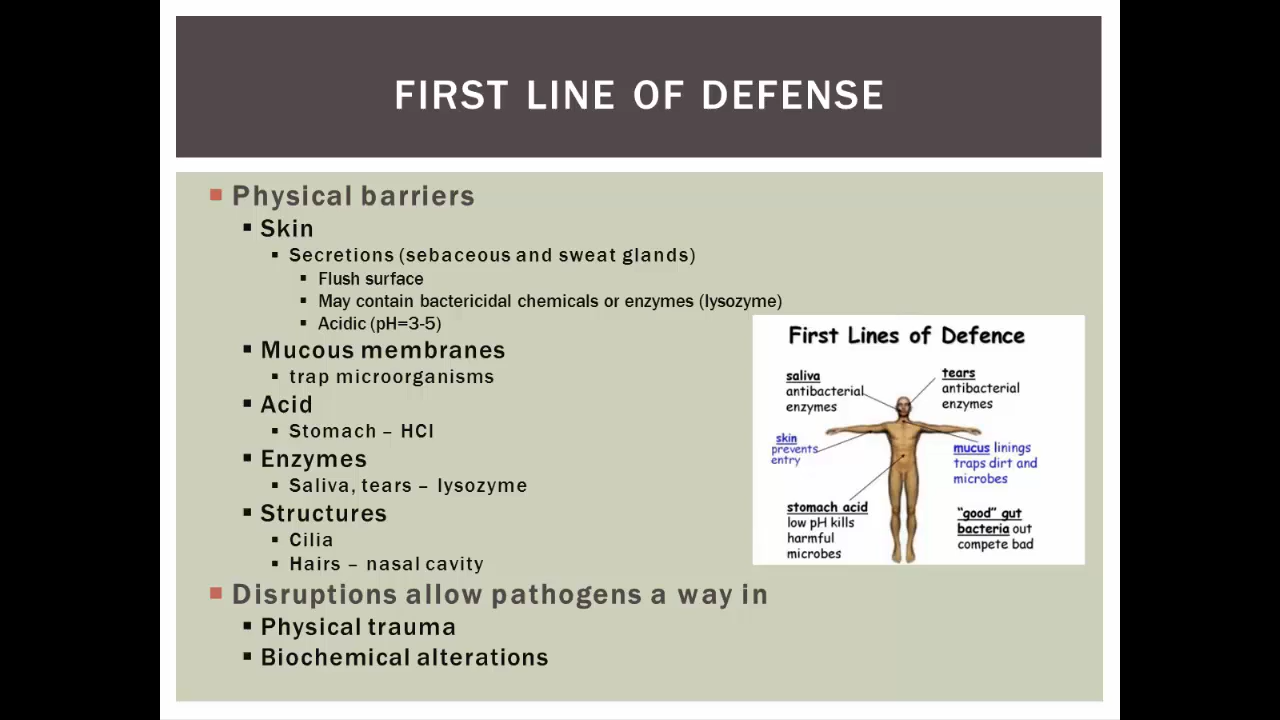 FIRST LINE OF DEFENSE
Physical barriers
Skin
Secretions (sebaceous and sweat glands)
Flush surface
May contain bactericidal chemicals or enzymes (lysozyme)
Acidic (pH=3-5)
Mucous membranes
trap microorganisms
Acid
Stomach – HCl
Enzymes
Saliva, tears – lysozyme
Structures
Cilia
Hairs – nasal cavity
Disruptions allow pathogens a way in
Physical trauma
Biochemical alterations
First Lines of Defence
saliva
antibacterial
enzymes
tears
antibacterial
enzymes
skin
prevents
entry
mucus linings
traps dirt and
microbes
stomach acid
low pH kills
harmful
microbes
"good" gut
bacteria out
compete bad